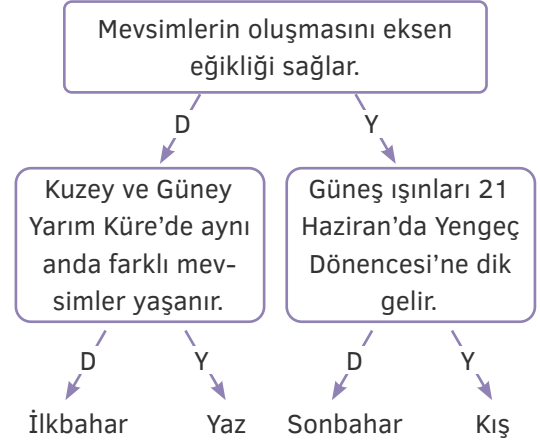 Mevsimlerin oluşmasını eksen
eğikliği sağlar.
D
Y
Kuzey ve Güney
Yarım Küre’de aynı
anda farklı mev-
simler yaşanır.
Güneş ışınları 21
Haziran’da Yengeç
Dönencesi’ne dik
gelir.
D
Y
D
Y
İlkbahar
Yaz
Sonbahar
Kış